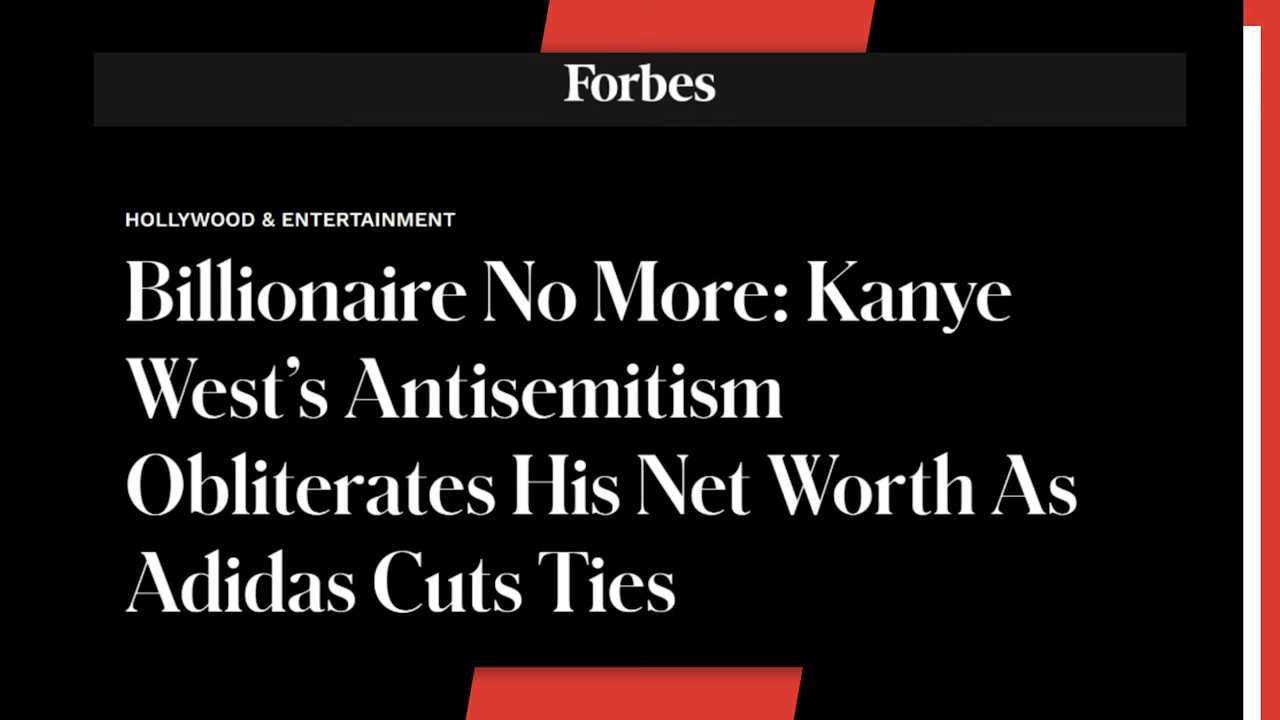 Forbes
HOLLYWOOD & ENTERTAINMENT
Billionaire No More: Kanye
West’s Antisemitism
Obliterates His Net Worth As
Adidas Cuts Ties